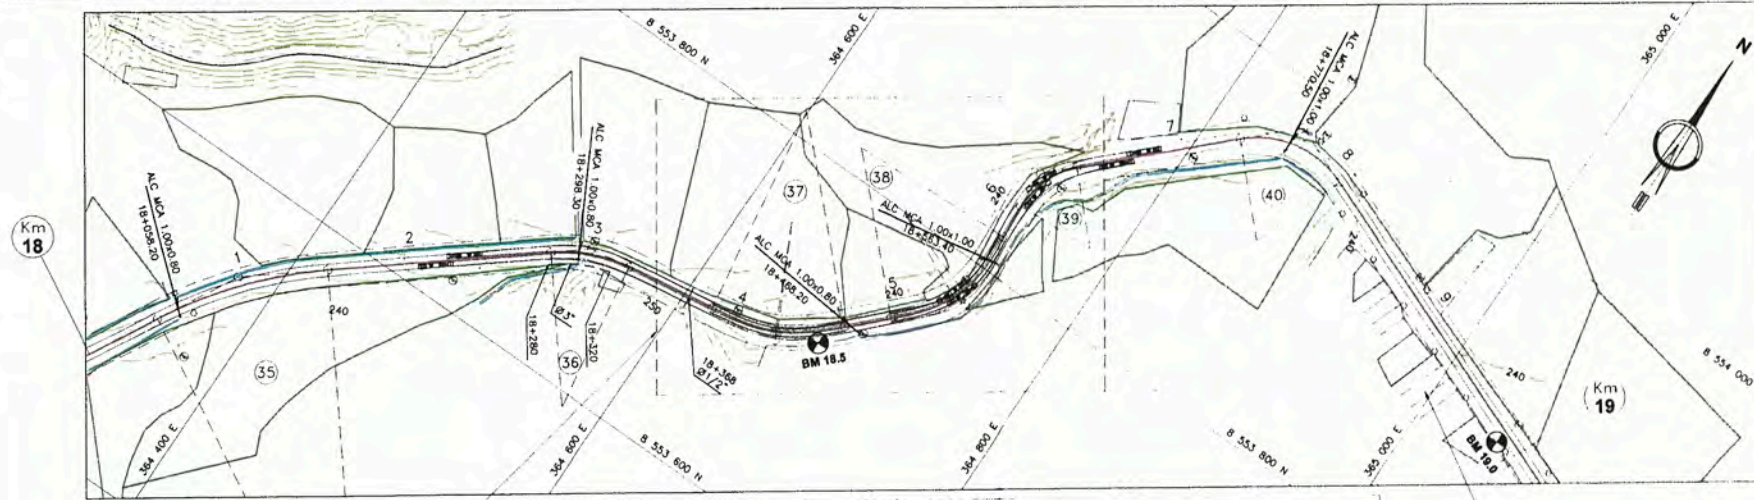 8 553 800 N
364 600 E
ALC MCA 1.00x1.00
18+770.50
365 000 E
N
Km
18
ALC MCA 1.00x0.80
18+058.20
1
2
240
35
364 400 E
ALC MCA 1.00x0.80
18+298.30
3
18+280
Ø3"
36
18+320
250
364 600 E
8 553 600 N
4
18+368
Ø1/2"
37
38
ALC MCA 1.00x0.80
18+468.20
BM 18.5
ALC MCA 1.00x1.00
18+563.40
5
240
6
240
39
7
364 800 E
40
8
240
9
240
8 553 800 N
365 000 E
BM 19.0
Km
19
8 554 000